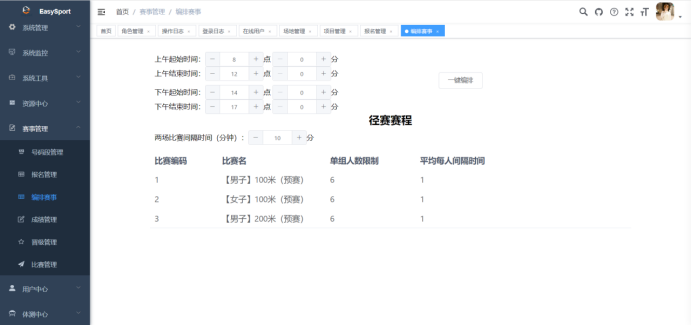 EasySport
首页 / 赛事管理 / 编排赛事
首页 角色管理 × 操作日志 × 登录日志 × 在线用户 × 场地管理 × 项目管理 × 报名管理 × 编排赛事 ×
系统管理
系统监控
系统工具
资源中心
赛事管理
号码段管理
报名管理
编排赛事
成绩管理
晋级管理
比赛管理
用户中心
体测中心
上午起始时间: − 8 + 点 − 0 + 分
上午结束时间: − 12 + 点 − 0 + 分
下午起始时间: − 14 + 点 − 0 + 分
下午结束时间: − 17 + 点 − 0 + 分
一键编排
径赛赛程
两场比赛间隔时间（分钟）: − 10 + 分
比赛编码 比赛名 单组人数限制 平均每人间隔时间
1 【男子】100米（预赛） 6 1
2 【女子】100米（预赛） 6 1
3 【男子】200米（预赛） 6 1